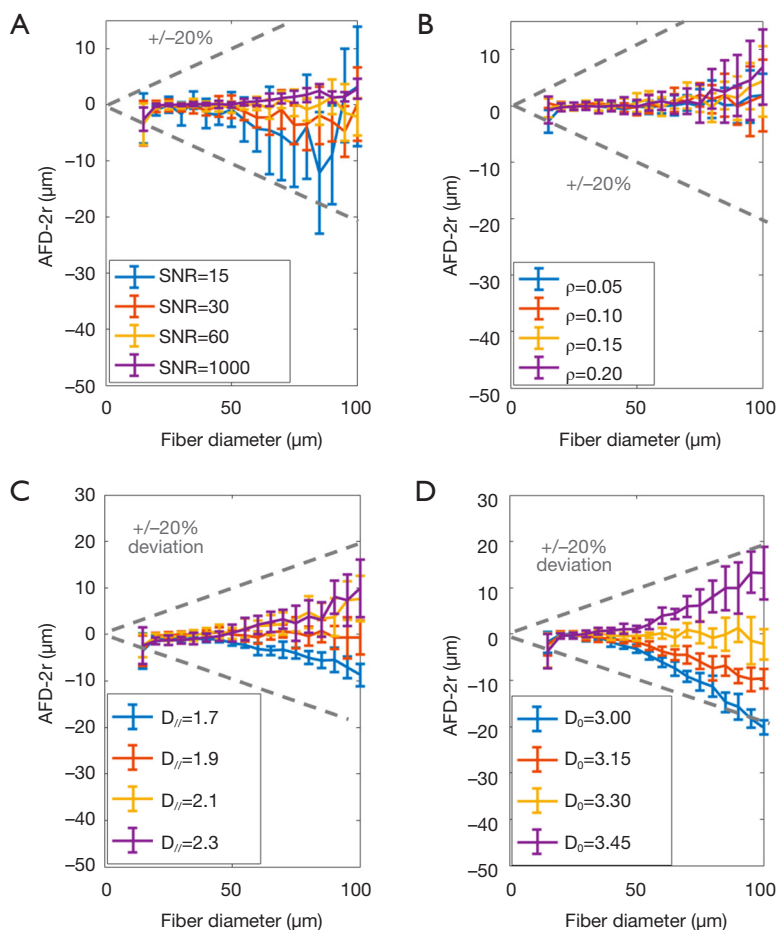 A
+/–20%
10
0
–10
–20
–30
–40
–50
AFD-2r (μm)
SNR=15
SNR=30
SNR=60
SNR=1000
0
50
100
Fiber diameter (μm)
B
10
0
–10
–20
–30
–40
–50
AFD-2r (μm)
+/–20%
ρ=0.05
ρ=0.10
ρ=0.15
ρ=0.20
0
50
100
Fiber diameter (μm)
C
30
20
10
0
–10
–20
–30
–40
–50
AFD-2r (μm)
+/–20%
deviation
D//=1.7
D//=1.9
D//=2.1
D//=2.3
0
50
100
Fiber diameter (μm)
D
30
20
10
0
–10
–20
–30
–40
–50
AFD-2r (μm)
+/–20%
deviation
D₀=3.00
D₀=3.15
D₀=3.30
D₀=3.45
0
50
100
Fiber diameter (μm)